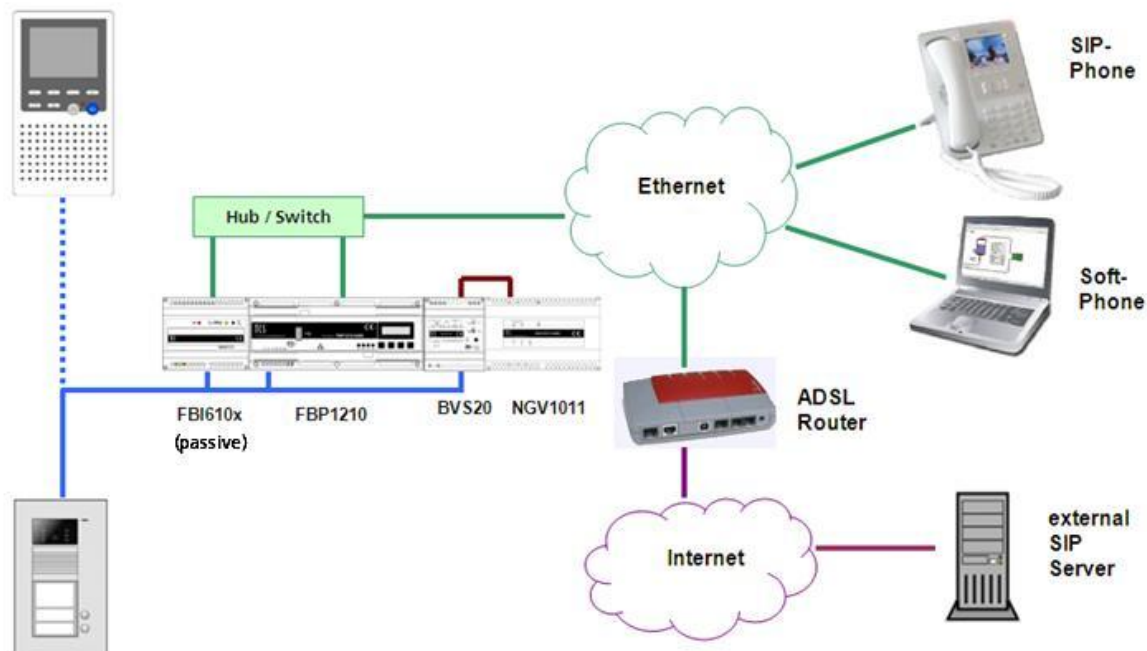 SIP-
Phone
Ethernet
Hub / Switch
Soft-
Phone
FBI610x
(passive)
FBP1210
BVS20
NGV1011
ADSL
Router
Internet
external
SIP
Server